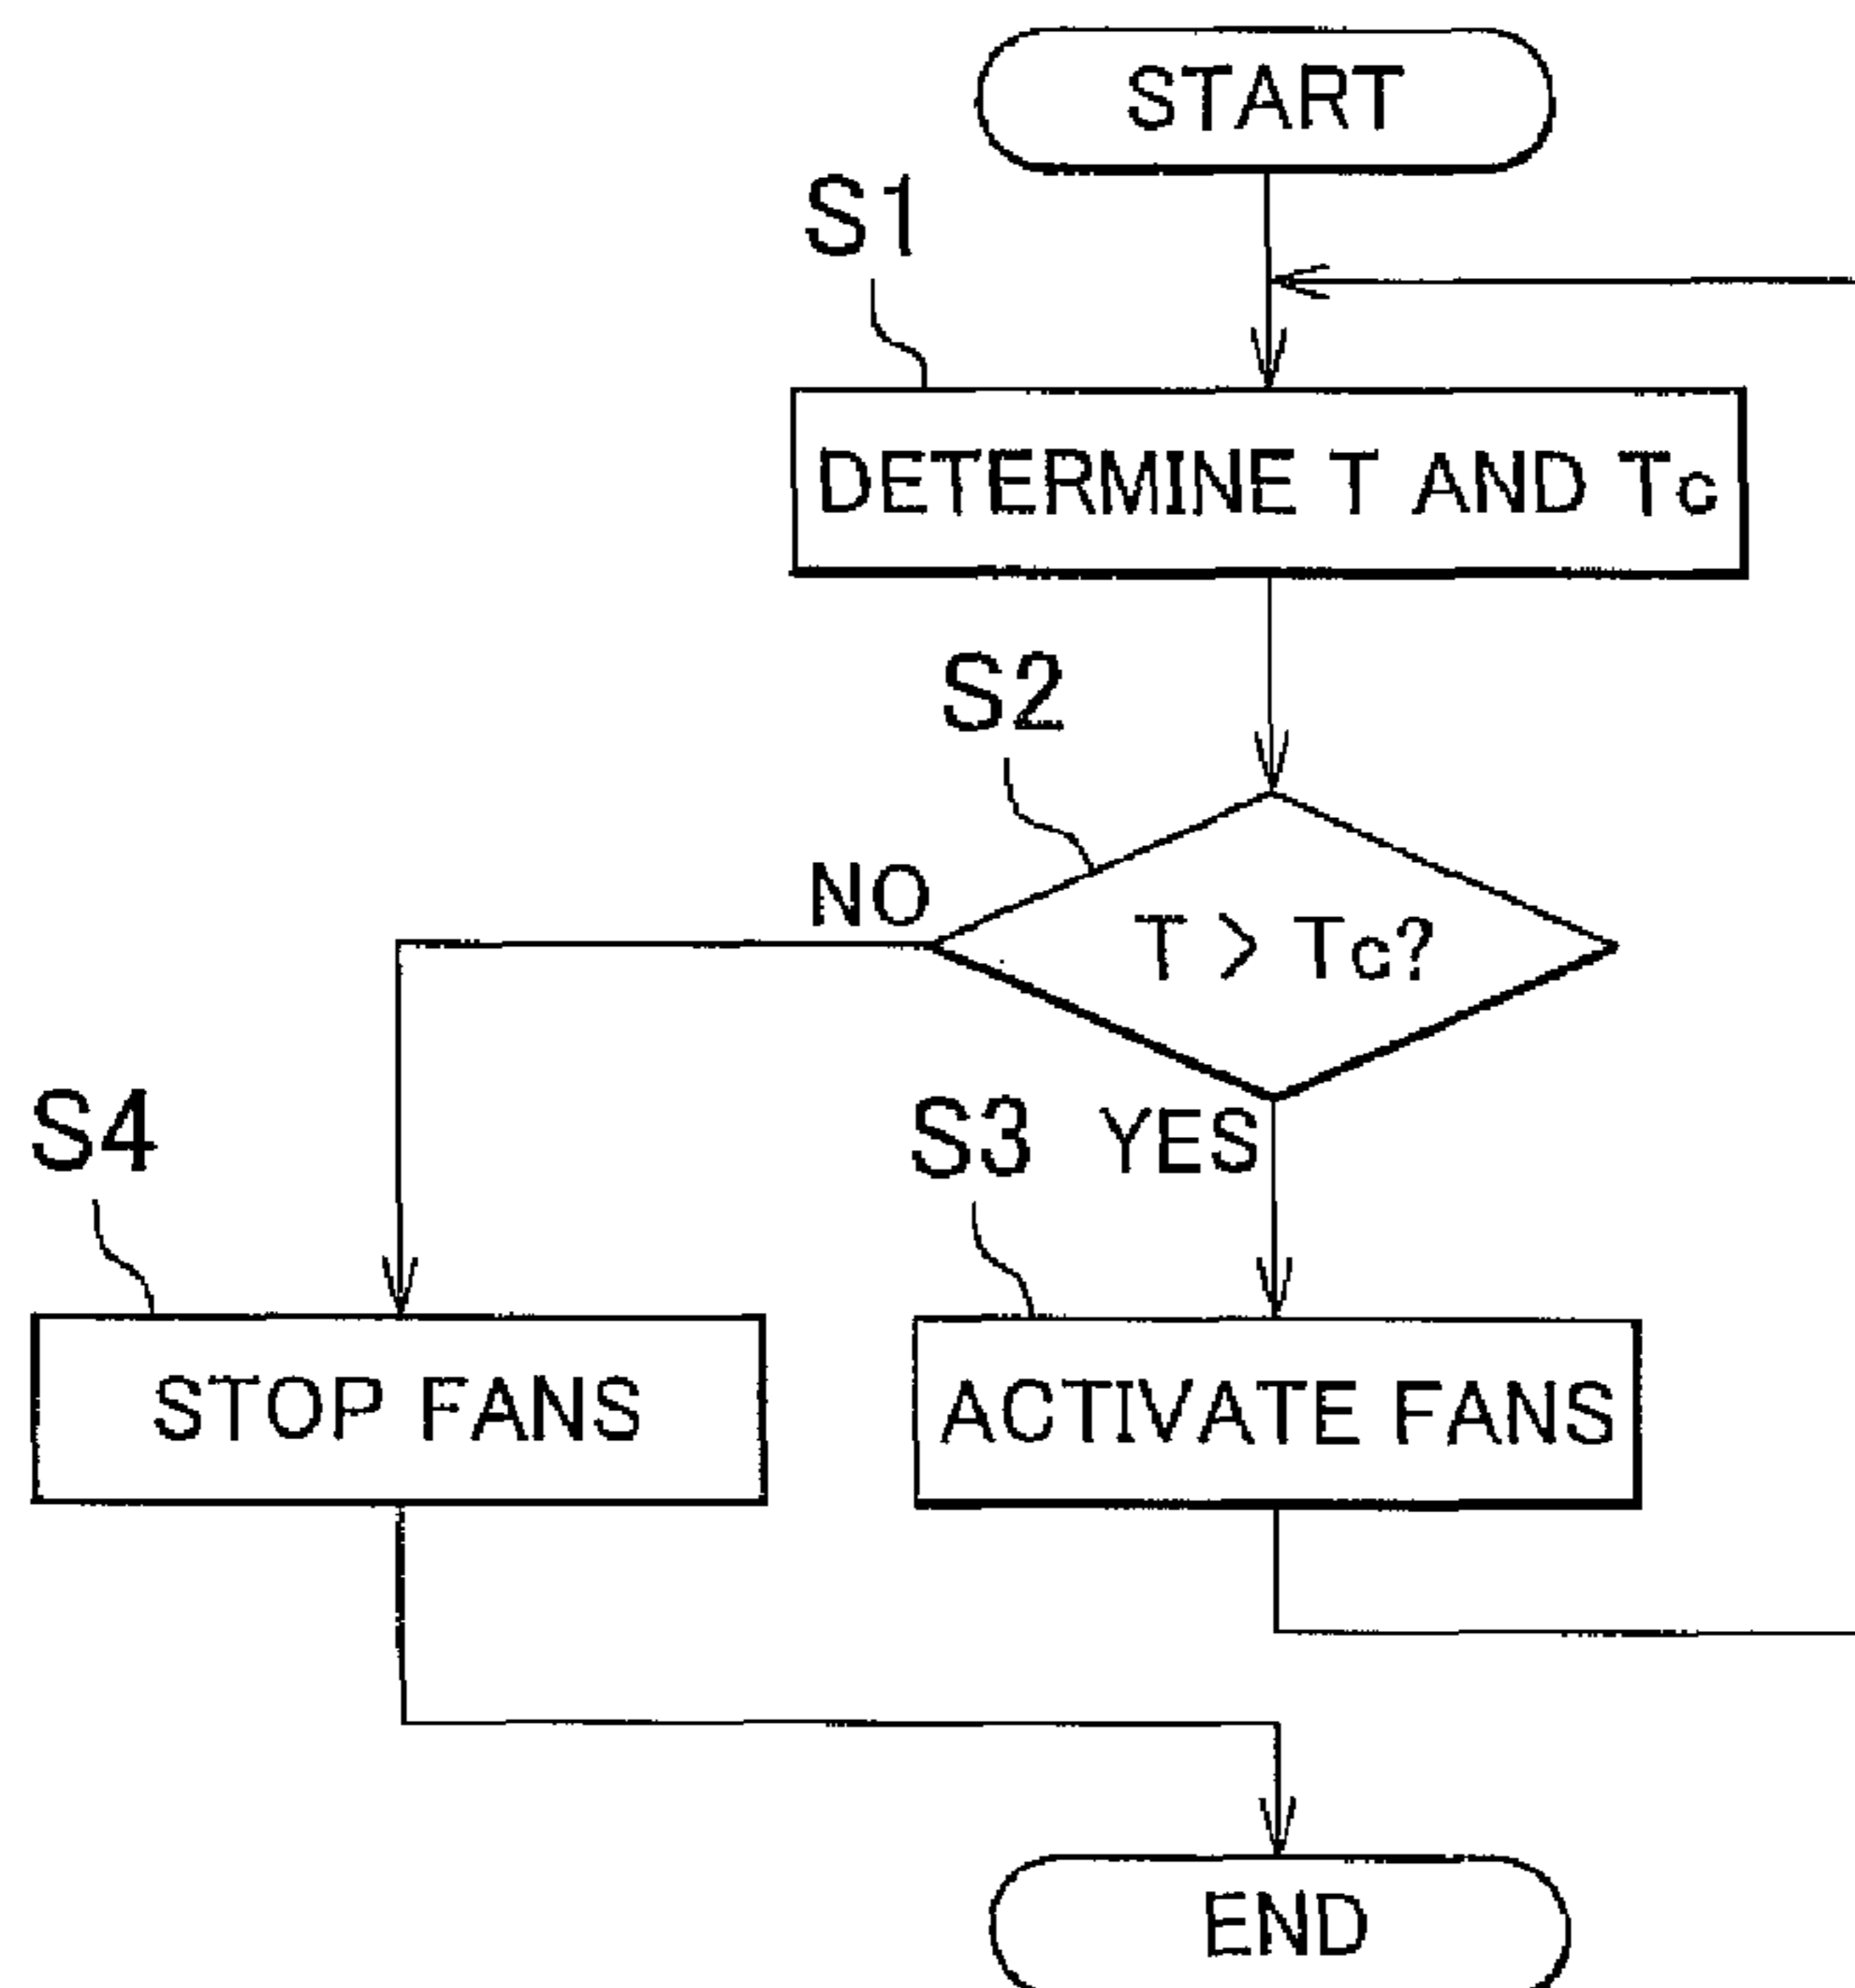 START
S1
DETERMINE T AND Tc
S2
NO
T > Tc?
S4
S3 YES
STOP FANS
ACTIVATE FANS
END